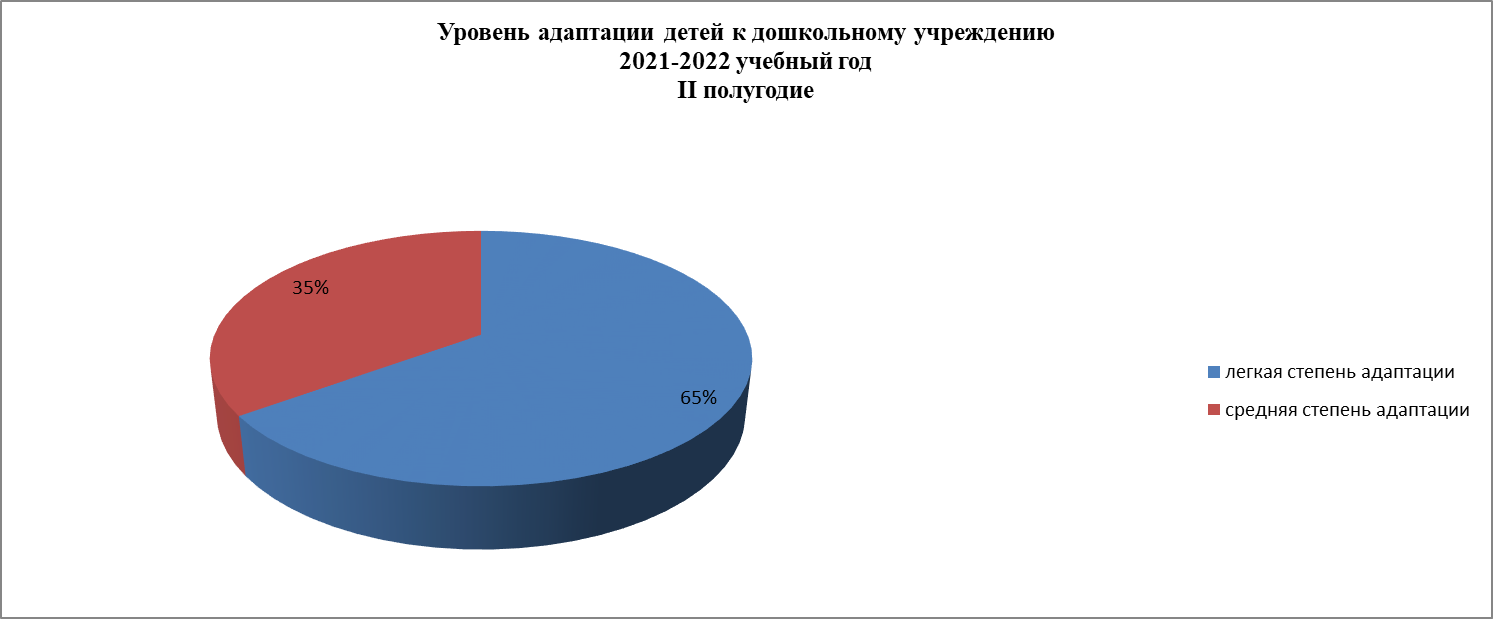 Уровень адаптации детей к дошкольному учреждению
2021-2022 учебный год
II полугодие
35%
65%
легкая степень адаптации
средняя степень адаптации